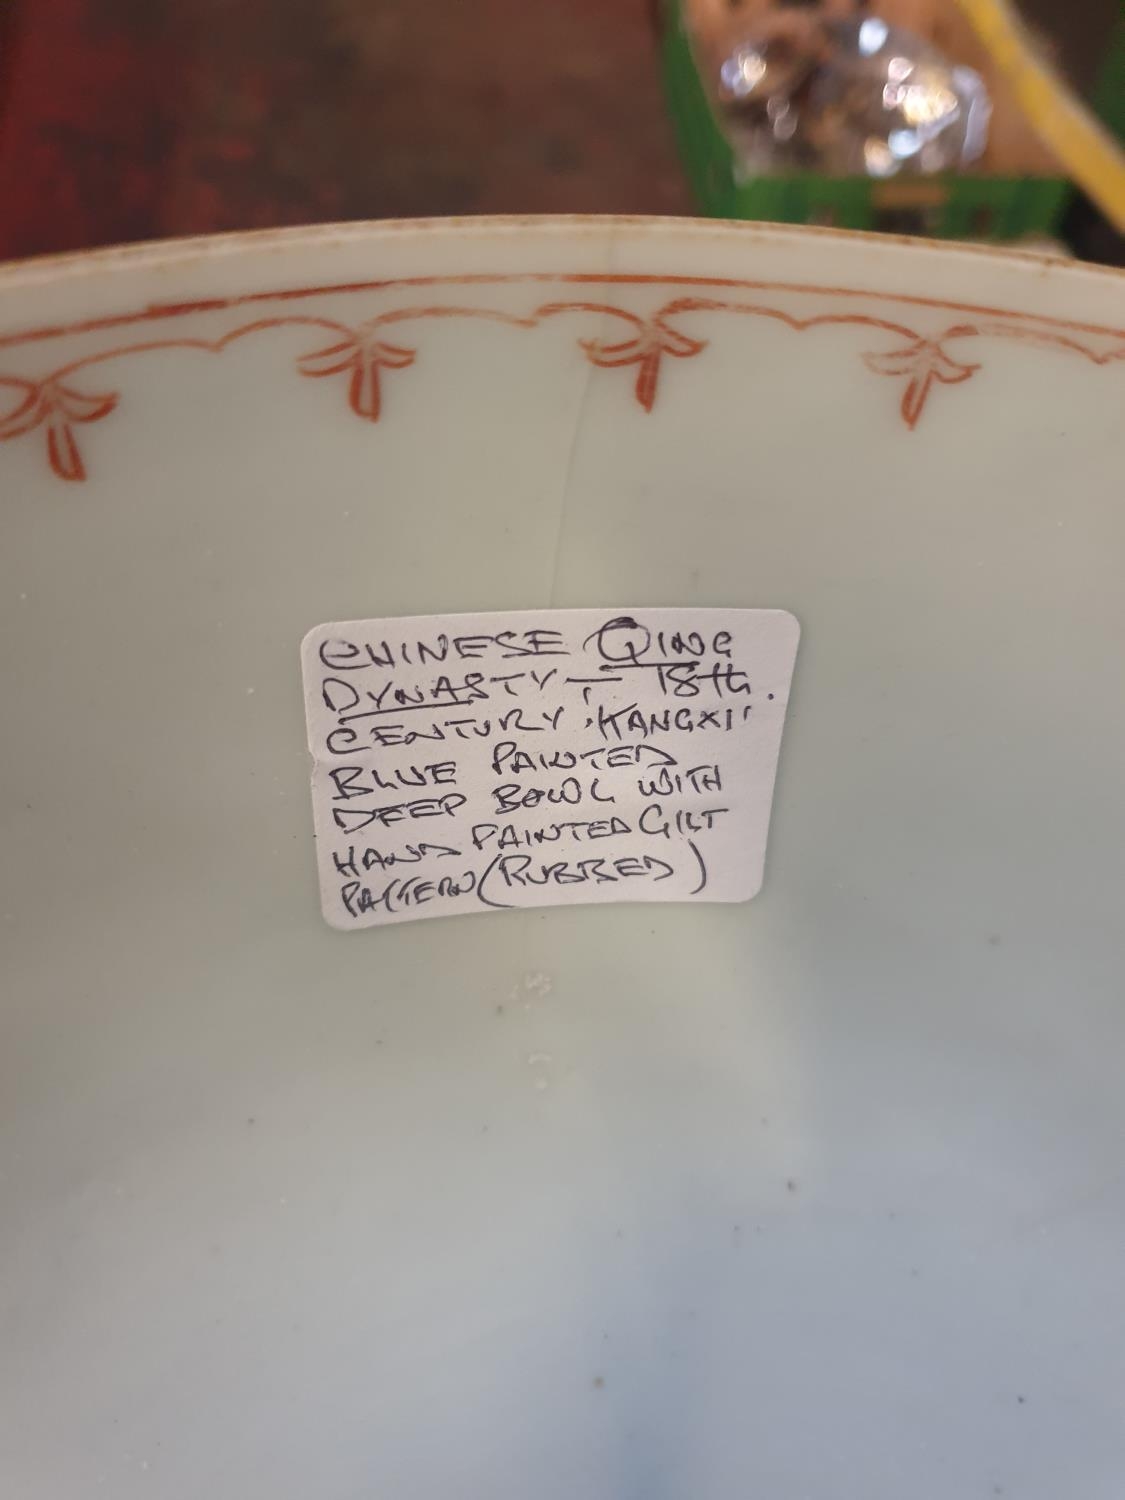 CHINESE QING
DYNASTY - 18th.
CENTURY "KANGXI"
BLUE PAINTED
DEEP BOWL WITH
HAND PAINTED GILT
PATTERN (RUBBED)